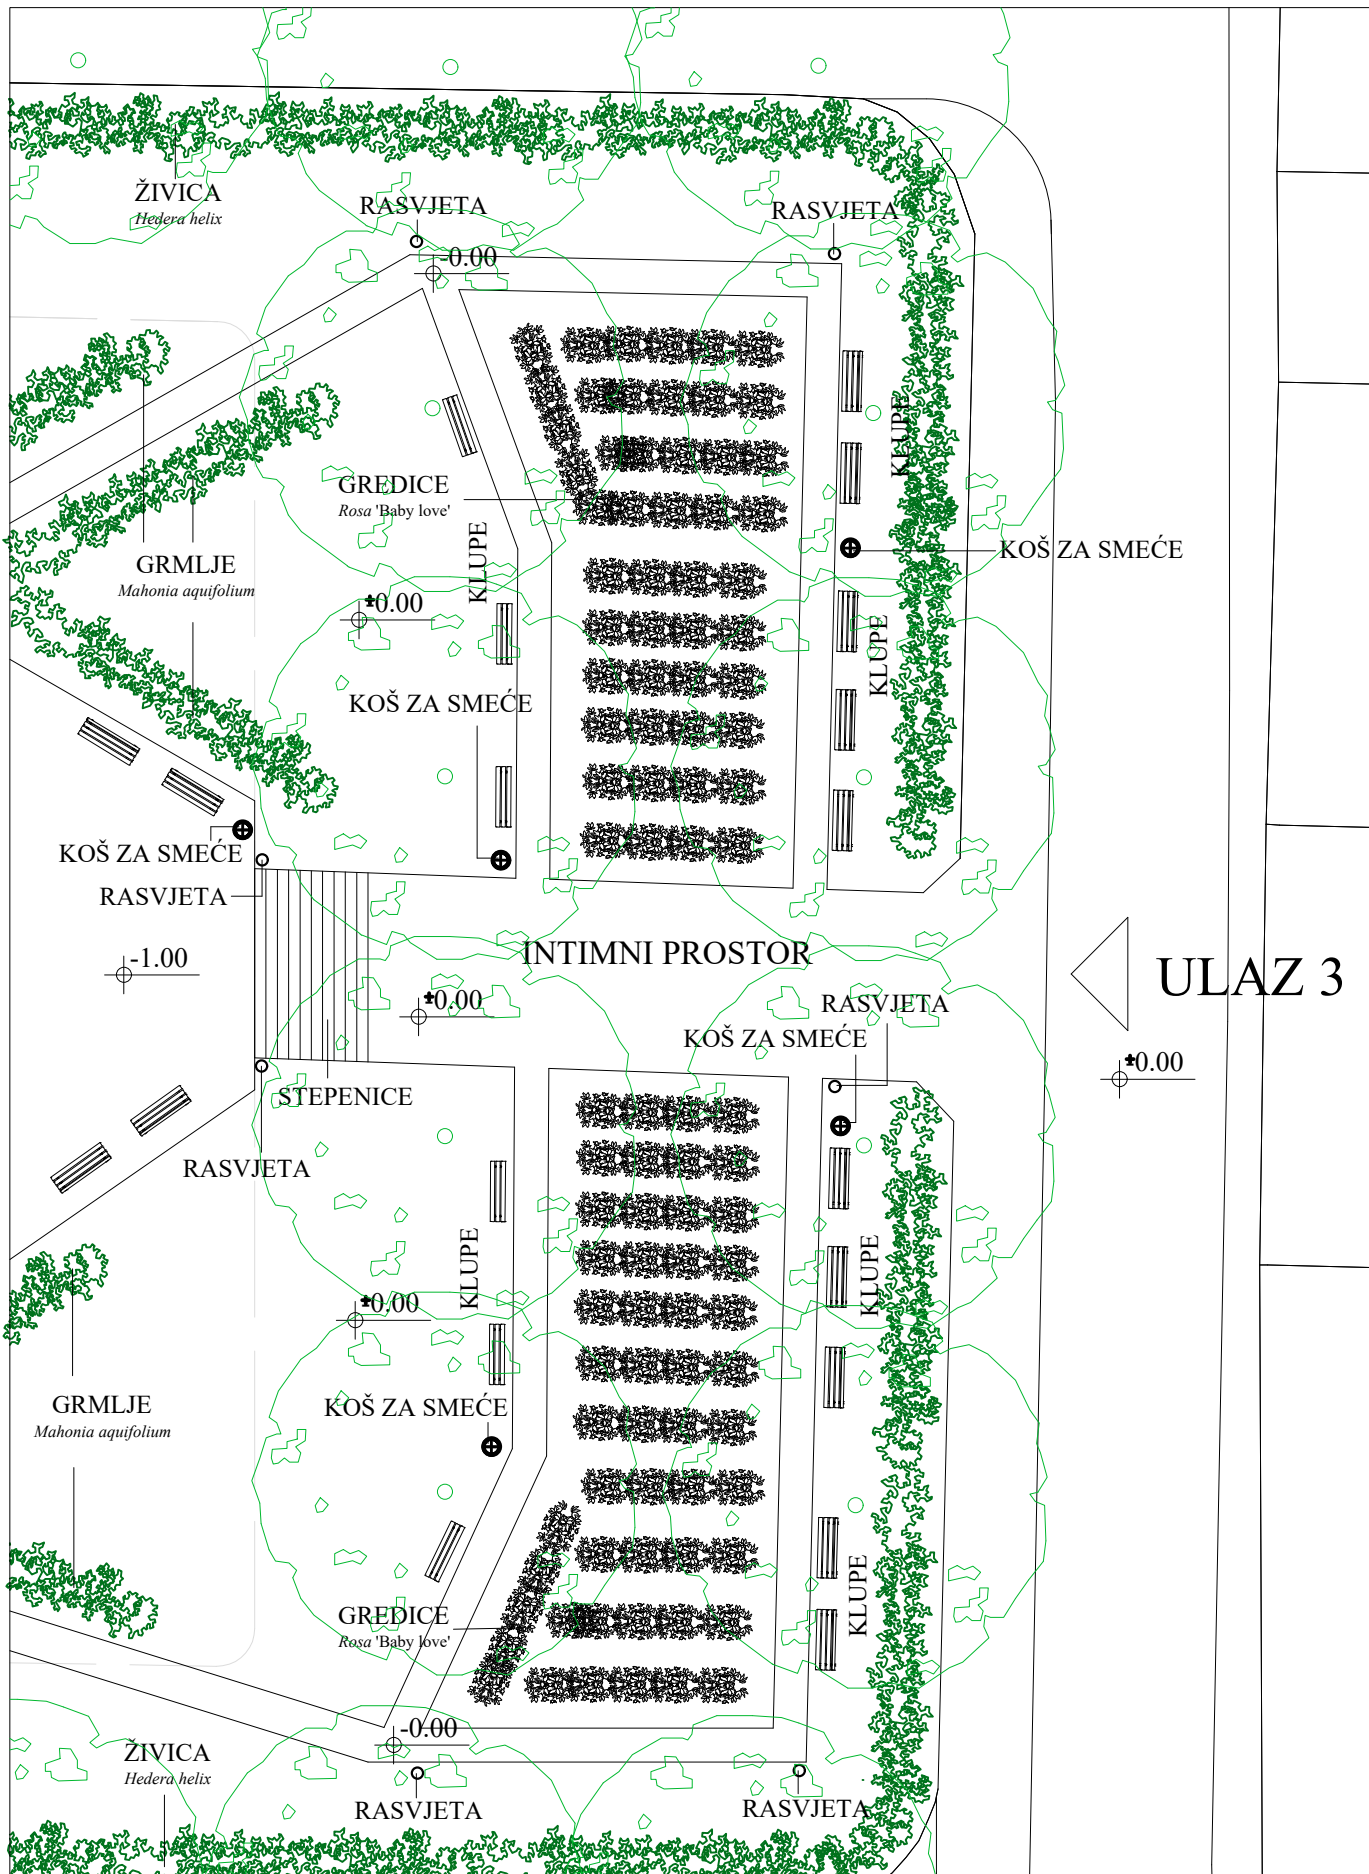 ŽIVICA
Hedera helix
RASVJETA
RASVJETA
-0.00
KLUPE
GREDICE
Rosa 'Baby love'
KLUPE
KOŠ ZA SMEĆE
GRMLJE
Mahonia aquifolium
±0.00
KLUPE
KOŠ ZA SMEĆE
KOŠ ZA SMEĆE
RASVJETA
INTIMNI PROSTOR
-1.00
ULAZ 3
±0.00
RASVJETA
KOŠ ZA SMEĆE
±0.00
STEPENICE
RASVJETA
KLUPE
KLUPE
±0.00
GRMLJE
Mahonia aquifolium
KOŠ ZA SMEĆE
KLUPE
GREDICE
Rosa 'Baby love'
-0.00
ŽIVICA
Hedera helix
RASVJETA
RASVJETA